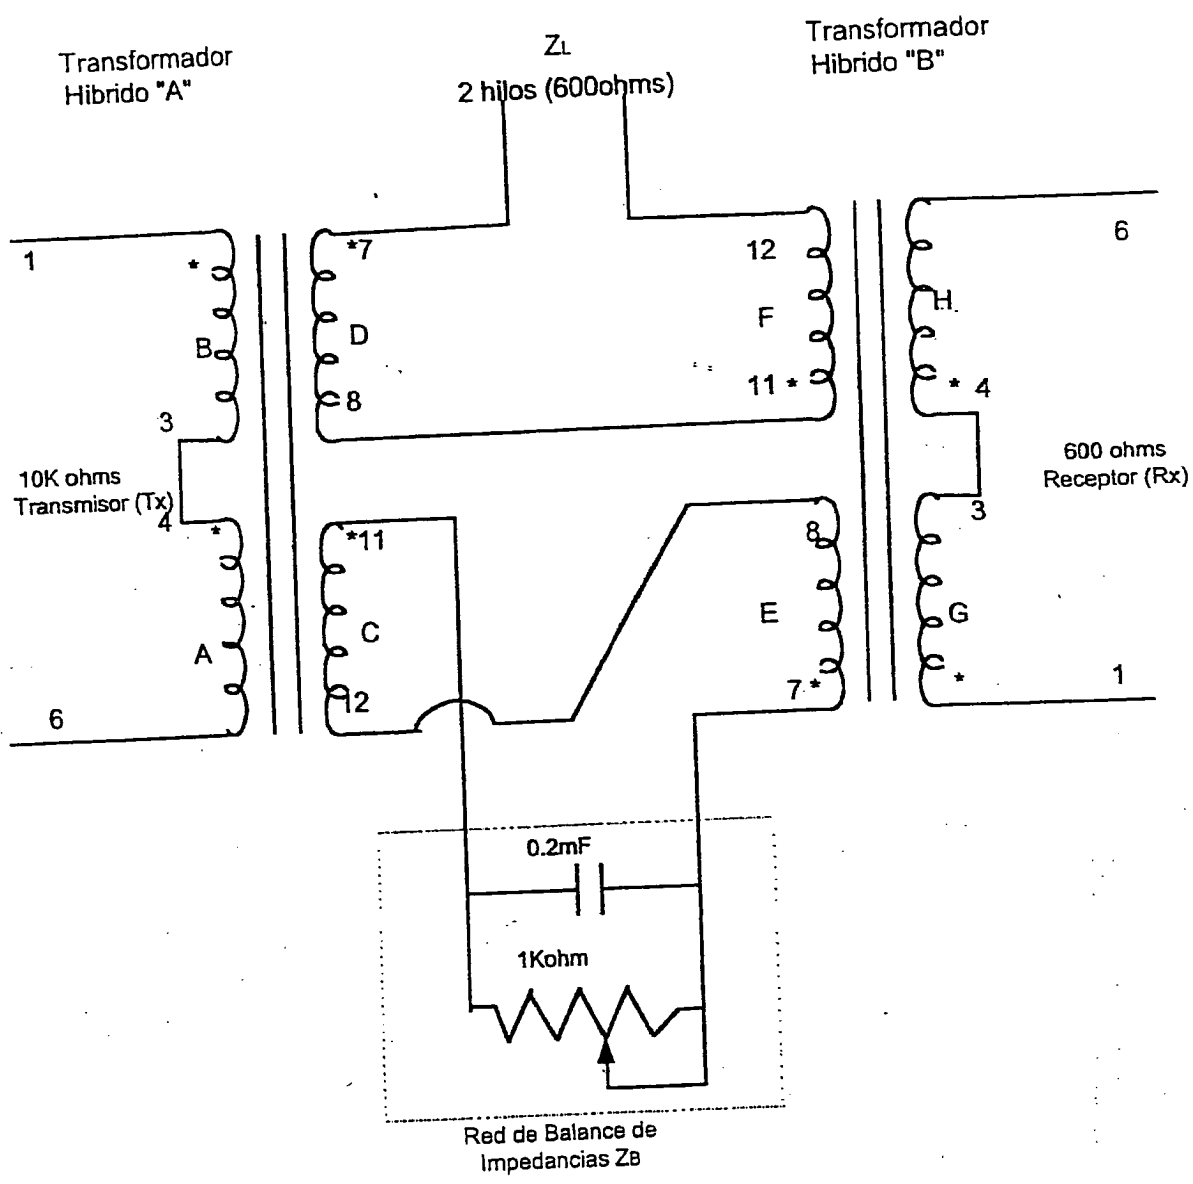 Transformador
Hibrido "A"
ZL
2 hilos (600ohms)
Transformador
Hibrido "B"
1
*
B
3
10K ohms
Transmisor (Tx)
4
*
A
6
*7
D
8
*11
C
12
12
F
11 *
8
E
7 *
6
H
* 4
600 ohms
Receptor (Rx)
3
G
*
1
0.2mF
1Kohm
Red de Balance de
Impedancias ZB